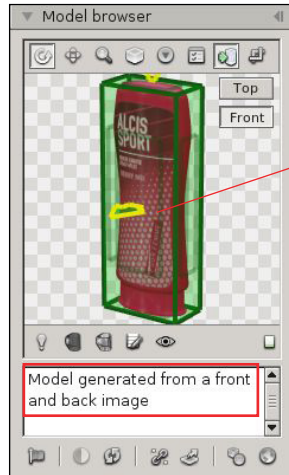 Model browser
Top
Front
ALCIS
SPORT
Model generated from a front
and back image